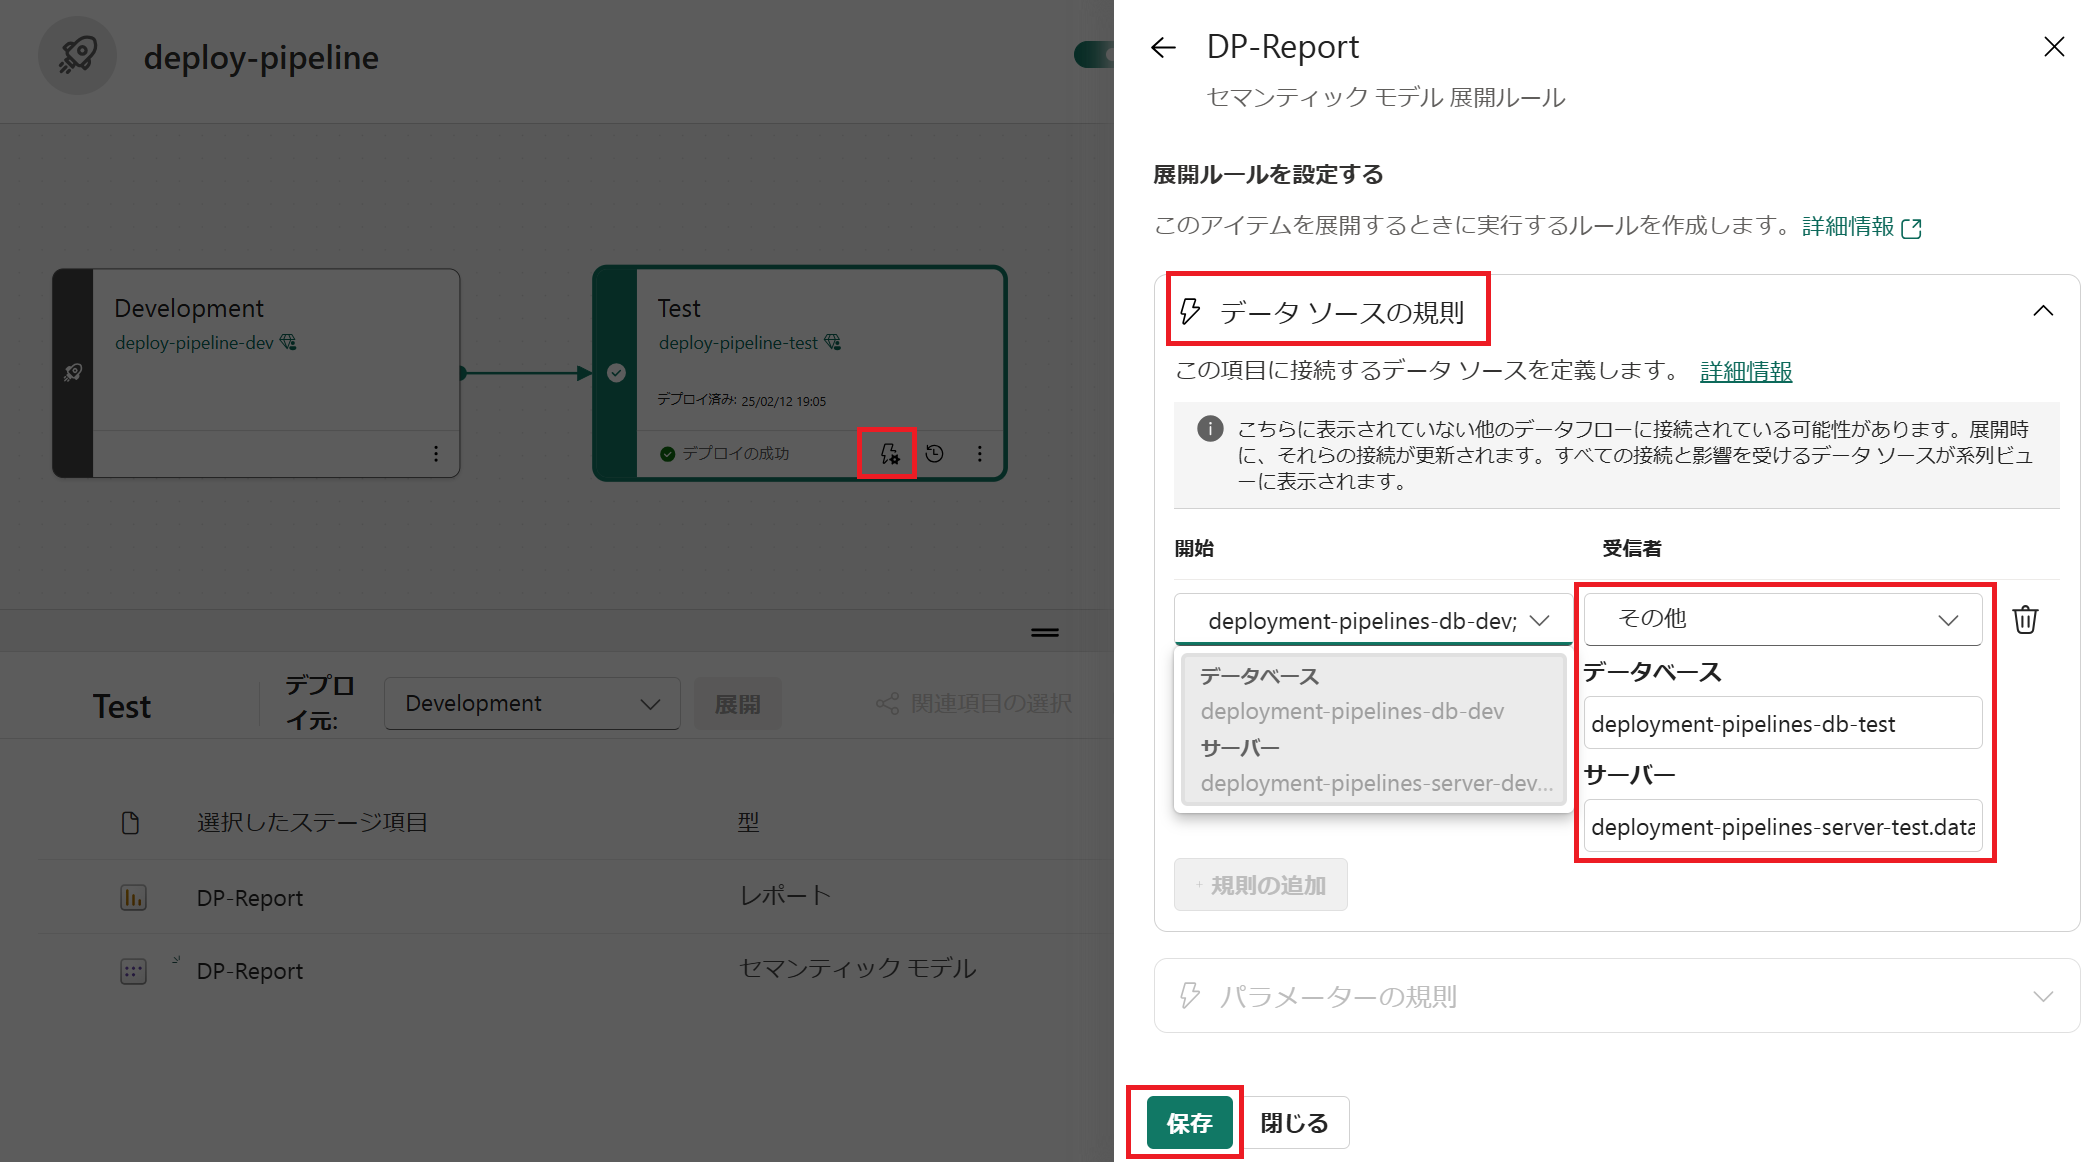 deploy-pipeline
Development
deploy-pipeline-dev
Test
deploy-pipeline-test
デプロイ済み: 25/02/12 19:05
デプロイの成功
Test
デプロ
イ元:
Development
展開
関連項目の選択
選択したステージ項目
型
DP-Report
レポート
DP-Report
セマンティック モデル
DP-Report
セマンティック モデル 展開ルール
展開ルールを設定する
このアイテムを展開するときに実行するルールを作成します。 詳細情報
データ ソースの規則
この項目に接続するデータ ソースを定義します。 詳細情報
こちらに表示されていない他のデータフローに接続されている可能性があります。展開時
に、それらの接続が更新されます。すべての接続と影響を受けるデータ ソースが系列ビュ
ーに表示されます。
開始
受信者
deployment-pipelines-db-dev;
その他
データベース
deployment-pipelines-db-dev
サーバー
deployment-pipelines-server-dev...
データベース
deployment-pipelines-db-test
サーバー
deployment-pipelines-server-test.data
+ 規則の追加
パラメーターの規則
保存
閉じる